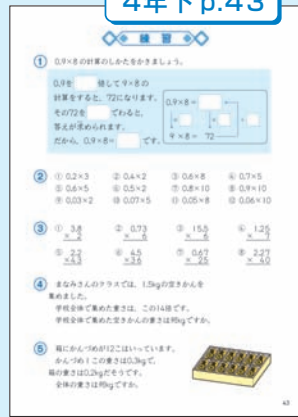 4年下p.43
練習
① 0.9×8の計算のしかたをかきましょう。
0.9を 倍して9×8の
計算をすると、72になります。
その72を でわると、
答えが求められます。
だから、0.9×8= です。
0.9×8=
9×8= 72
② ① 0.2×3 ② 0.4×2 ③ 0.6×8 ④ 0.7×5
⑤ 0.6×5 ⑥ 0.5×2 ⑦ 0.8×10 ⑧ 0.9×10
⑨ 0.03×2 ⑩ 0.07×5 ⑪ 0.05×8 ⑫ 0.06×10
③ ① 3.8 ② 0.73 ③ 15.5 ④ 1.25
× 2 × 6 × 6 × 7
⑤ 2.2 ⑥ 4.5 ⑦ 0.67 ⑧ 2.27
×43 ×36 × 25 × 40
④ まなみさんのクラスでは、1.5kgの空きかんを
集めました。
学校全体で集めた重さは、この14倍です。
学校全体で集めた空きかんの重さは何kgですか。
⑤ 箱にかんづめが12こはいっています。
かんづめ1この重さは0.3kgで、
箱の重さは0.2kgだそうです。
全体の重さは何kgですか。
43